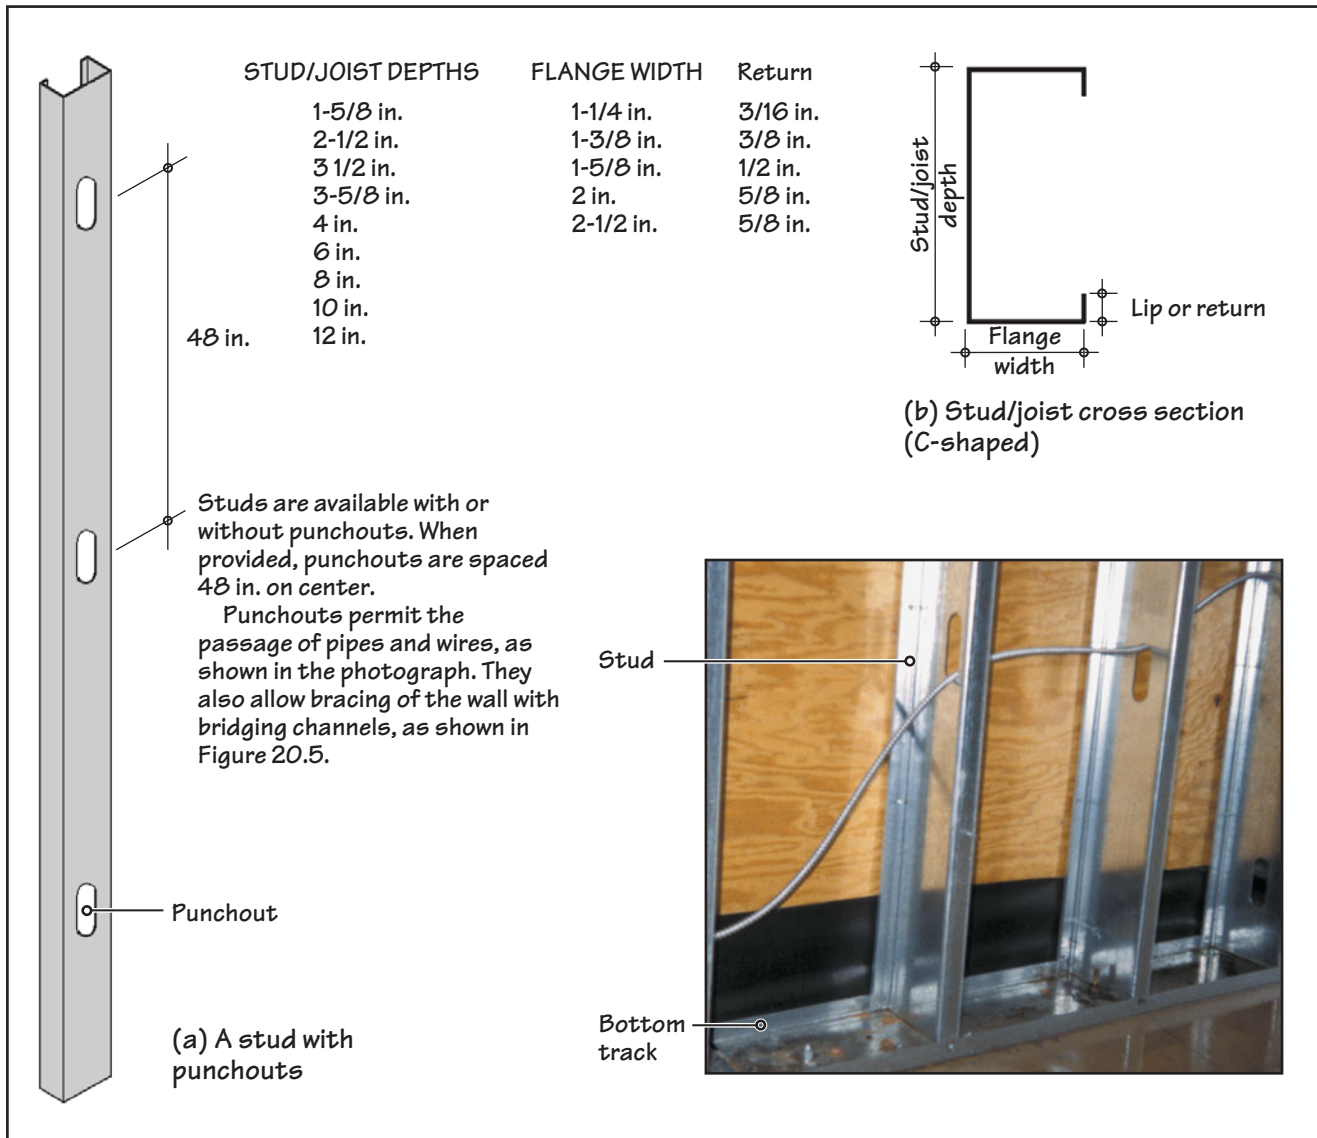 STUD/JOIST DEPTHS FLANGE WIDTH Return
1-5/8 in. 1-1/4 in. 3/16 in.
2-1/2 in. 1-3/8 in. 3/8 in.
3 1/2 in. 1-5/8 in. 1/2 in.
3-5/8 in. 2 in. 5/8 in.
4 in. 2-1/2 in. 5/8 in.
6 in.
8 in.
10 in.
12 in.
48 in.
Stud/joist
depth
Lip or return
Flange
width
(b) Stud/joist cross section
(C-shaped)
Studs are available with or
without punchouts. When
provided, punchouts are spaced
48 in. on center.
Punchouts permit the
passage of pipes and wires, as
shown in the photograph. They
also allow bracing of the wall with
bridging channels, as shown in
Figure 20.5.
Stud
Punchout
Bottom
track
(a) A stud with
punchouts